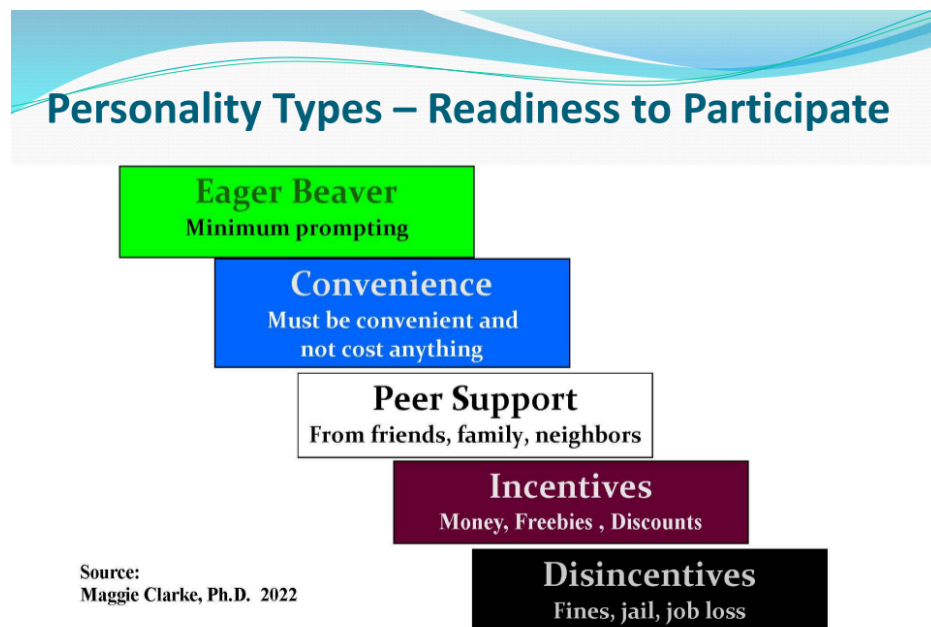 Personality Types – Readiness to Participate
Eager Beaver
Minimum prompting
Convenience
Must be convenient and
not cost anything
Peer Support
From friends, family, neighbors
Incentives
Money, Freebies , Discounts
Disincentives
Fines, jail, job loss
Source:
Maggie Clarke, Ph.D. 2022